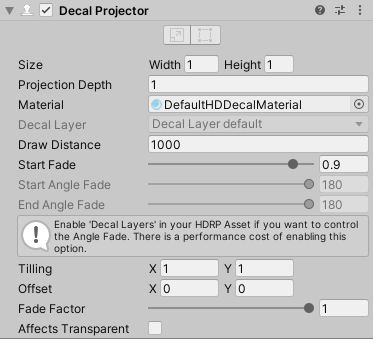 Decal Projector
Size Width 1 Height 1
Projection Depth 1
Material DefaultHDDecalMaterial
Decal Layer Decal Layer default
Draw Distance 1000
Start Fade 0.9
Start Angle Fade 180
End Angle Fade 180
Enable 'Decal Layers' in your HDRP Asset if you want to control
the Angle Fade. There is a performance cost of enabling this
option.
Tilling X 1 Y 1
Offset X 0 Y 0
Fade Factor 1
Affects Transparent